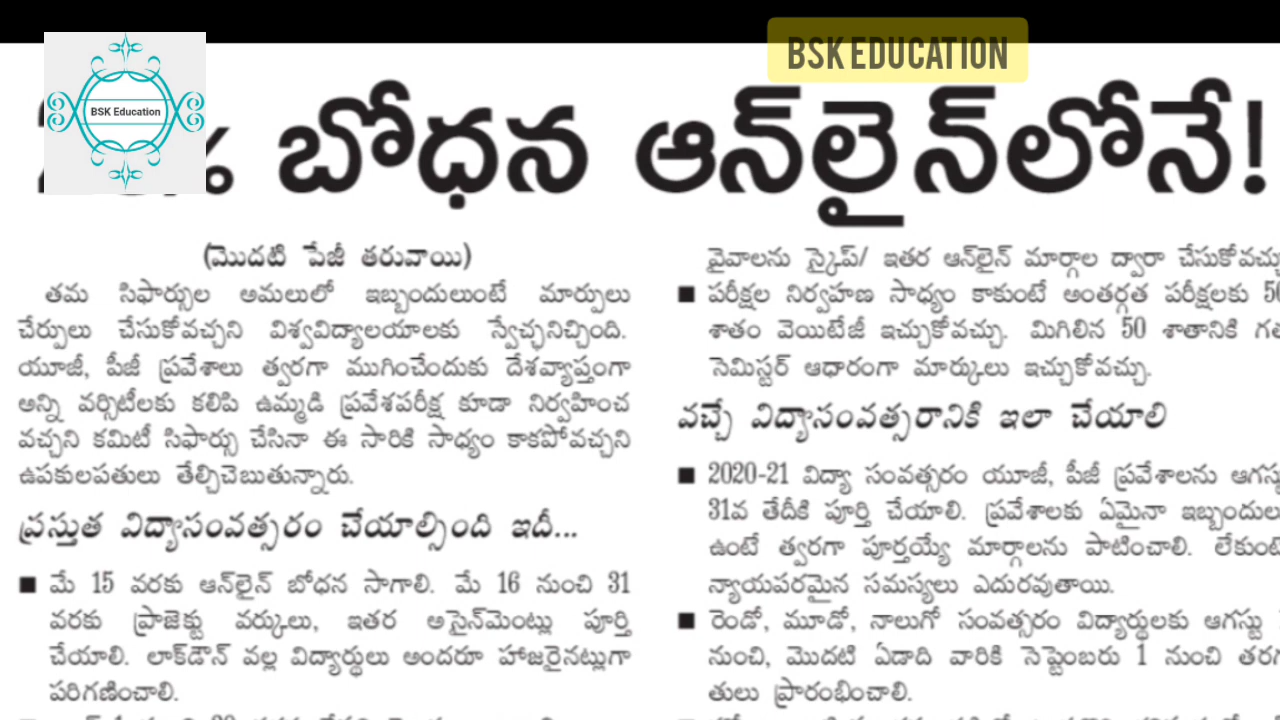 BSK EDUCATION
BSK Education
% బోధన ఆన్‌లైన్‌లోనే!
(మొదటి పేజీ తరువాయి)
తమ సిఫార్సుల అమలులో ఇబ్బందులుంటే మార్పులు
చేర్పులు చేసుకోవచ్చని విశ్వవిద్యాలయాలకు స్వేచ్ఛనిచ్చింది.
యూజీ, పీజీ ప్రవేశాలు త్వరగా ముగించేందుకు దేశవ్యాప్తంగా
అన్ని వర్సిటీలకు కలిపి ఉమ్మడి ప్రవేశపరీక్ష కూడా నిర్వహించ
వచ్చని కమిటీ సిఫార్సు చేసినా ఈ సారికి సాధ్యం కాకపోవచ్చని
ఉపకులపతులు తేల్చిచెబుతున్నారు.
ప్రస్తుత విద్యాసంవత్సరం చేయాల్సింది ఇదీ...
■ మే 15 వరకు ఆన్‌లైన్ బోధన సాగాలి. మే 16 నుంచి 31
వరకు ప్రాజెక్టు వర్కులు, ఇతర అసైన్‌మెంట్లు పూర్తి
చేయాలి. లాక్‌డౌన్ వల్ల విద్యార్థులు అందరూ హాజరైనట్లుగా
పరిగణించాలి.
వైవాలను స్కైప్/ ఇతర ఆన్‌లైన్ మార్గాల ద్వారా చేసుకోవచ్చు
■ పరీక్షల నిర్వహణ సాధ్యం కాకుంటే అంతర్గత పరీక్షలకు 50
శాతం వెయిటేజీ ఇచ్చుకోవచ్చు. మిగిలిన 50 శాతానికి గత
సెమిస్టర్ ఆధారంగా మార్కులు ఇచ్చుకోవచ్చు.
వచ్చే విద్యాసంవత్సరానికి ఇలా చేయాలి
■ 2020-21 విద్యా సంవత్సరం యూజీ, పీజీ ప్రవేశాలను ఆగస్టు
31వ తేదీకి పూర్తి చేయాలి. ప్రవేశాలకు ఏమైనా ఇబ్బందుల
ఉంటే త్వరగా పూర్తయ్యే మార్గాలను పాటించాలి. లేకుంటే
న్యాయపరమైన సమస్యలు ఎదురవుతాయి.
■ రెండో, మూడో, నాలుగో సంవత్సరం విద్యార్థులకు ఆగస్టు
నుంచి, మొదటి ఏడాది వారికి సెప్టెంబరు 1 నుంచి తరగ
తులు ప్రారంభించాలి.